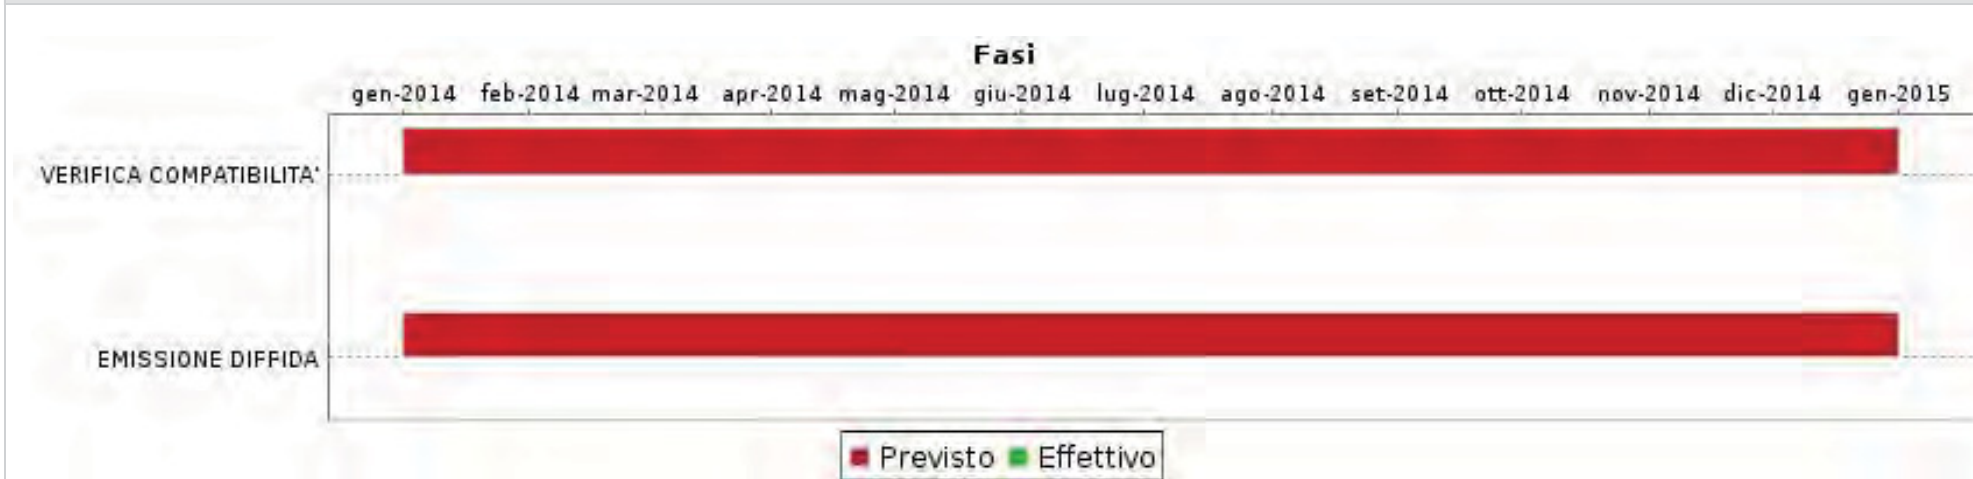 Fasi
gen-2014 feb-2014 mar-2014 apr-2014 mag-2014 giu-2014 lug-2014 ago-2014 set-2014 ott-2014 nov-2014 dic-2014 gen-2015
VERIFICA COMPATIBILITA'
EMISSIONE DIFFIDA
Previsto Effettivo